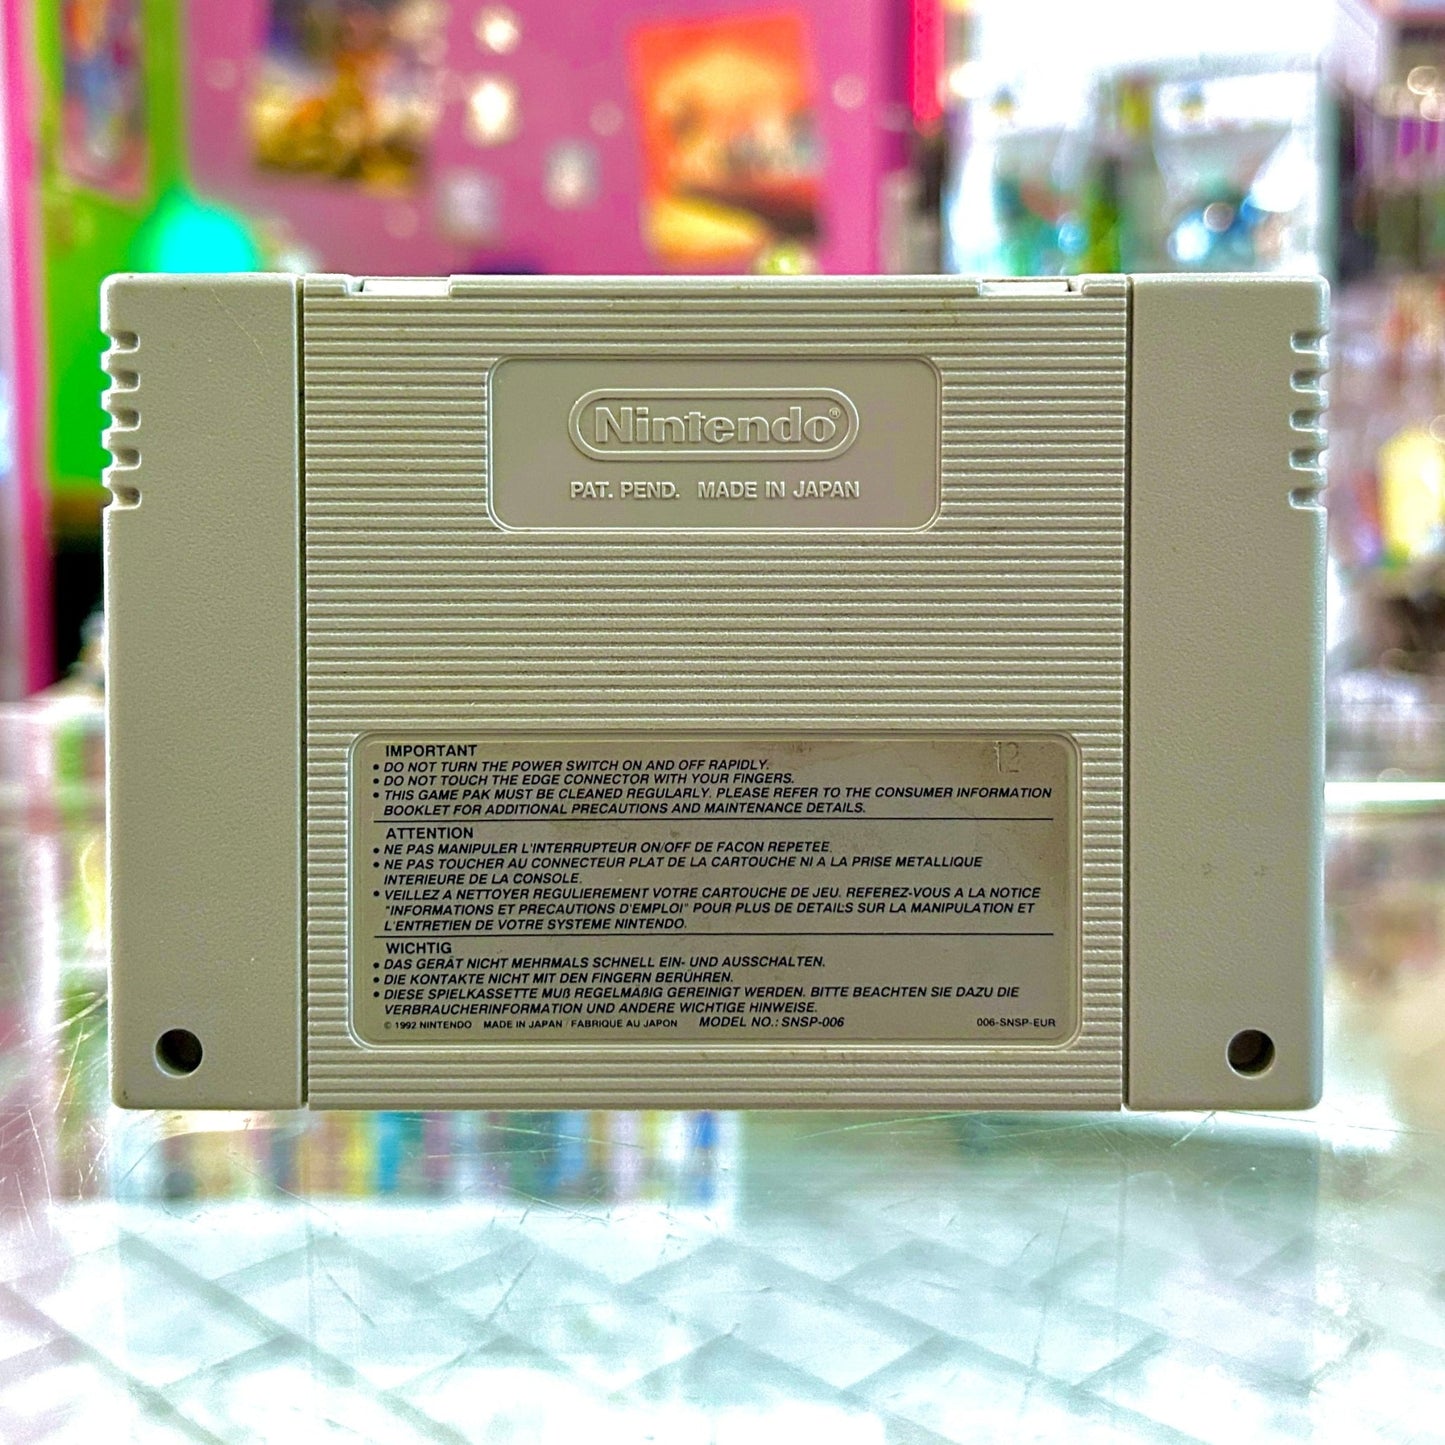 Nintendo®
PAT. PEND. MADE IN JAPAN
12
IMPORTANT
• DO NOT TURN THE POWER SWITCH ON AND OFF RAPIDLY.
• DO NOT TOUCH THE EDGE CONNECTOR WITH YOUR FINGERS.
• THIS GAME PAK MUST BE CLEANED REGULARLY. PLEASE REFER TO THE CONSUMER INFORMATION
BOOKLET FOR ADDITIONAL PRECAUTIONS AND MAINTENANCE DETAILS.
ATTENTION
• NE PAS MANIPULER L'INTERRUPTEUR ON/OFF DE FACON REPETEE.
• NE PAS TOUCHER AU CONNECTEUR PLAT DE LA CARTOUCHE NI A LA PRISE METALLIQUE
INTERIEURE DE LA CONSOLE.
• VEILLEZ A NETTOYER REGULIEREMENT VOTRE CARTOUCHE DE JEU. REFEREZ-VOUS A LA NOTICE
"INFORMATIONS ET PRECAUTIONS D'EMPLOI" POUR PLUS DE DETAILS SUR LA MANIPULATION ET
L'ENTRETIEN DE VOTRE SYSTEME NINTENDO.
WICHTIG
• DAS GERÄT NICHT MEHRMALS SCHNELL EIN- UND AUSSCHALTEN.
• DIE KONTAKTE NICHT MIT DEN FINGERN BERÜHREN.
• DIESE SPIELKASSETTE MUß REGELMÄßIG GEREINIGT WERDEN. BITTE BEACHTEN SIE DAZU DIE
VERBRAUCHERINFORMATION UND ANDERE WICHTIGE HINWEISE.
© 1992 NINTENDO MADE IN JAPAN / FABRIQUE AU JAPON MODEL NO.: SNSP-006 006-SNSP-EUR